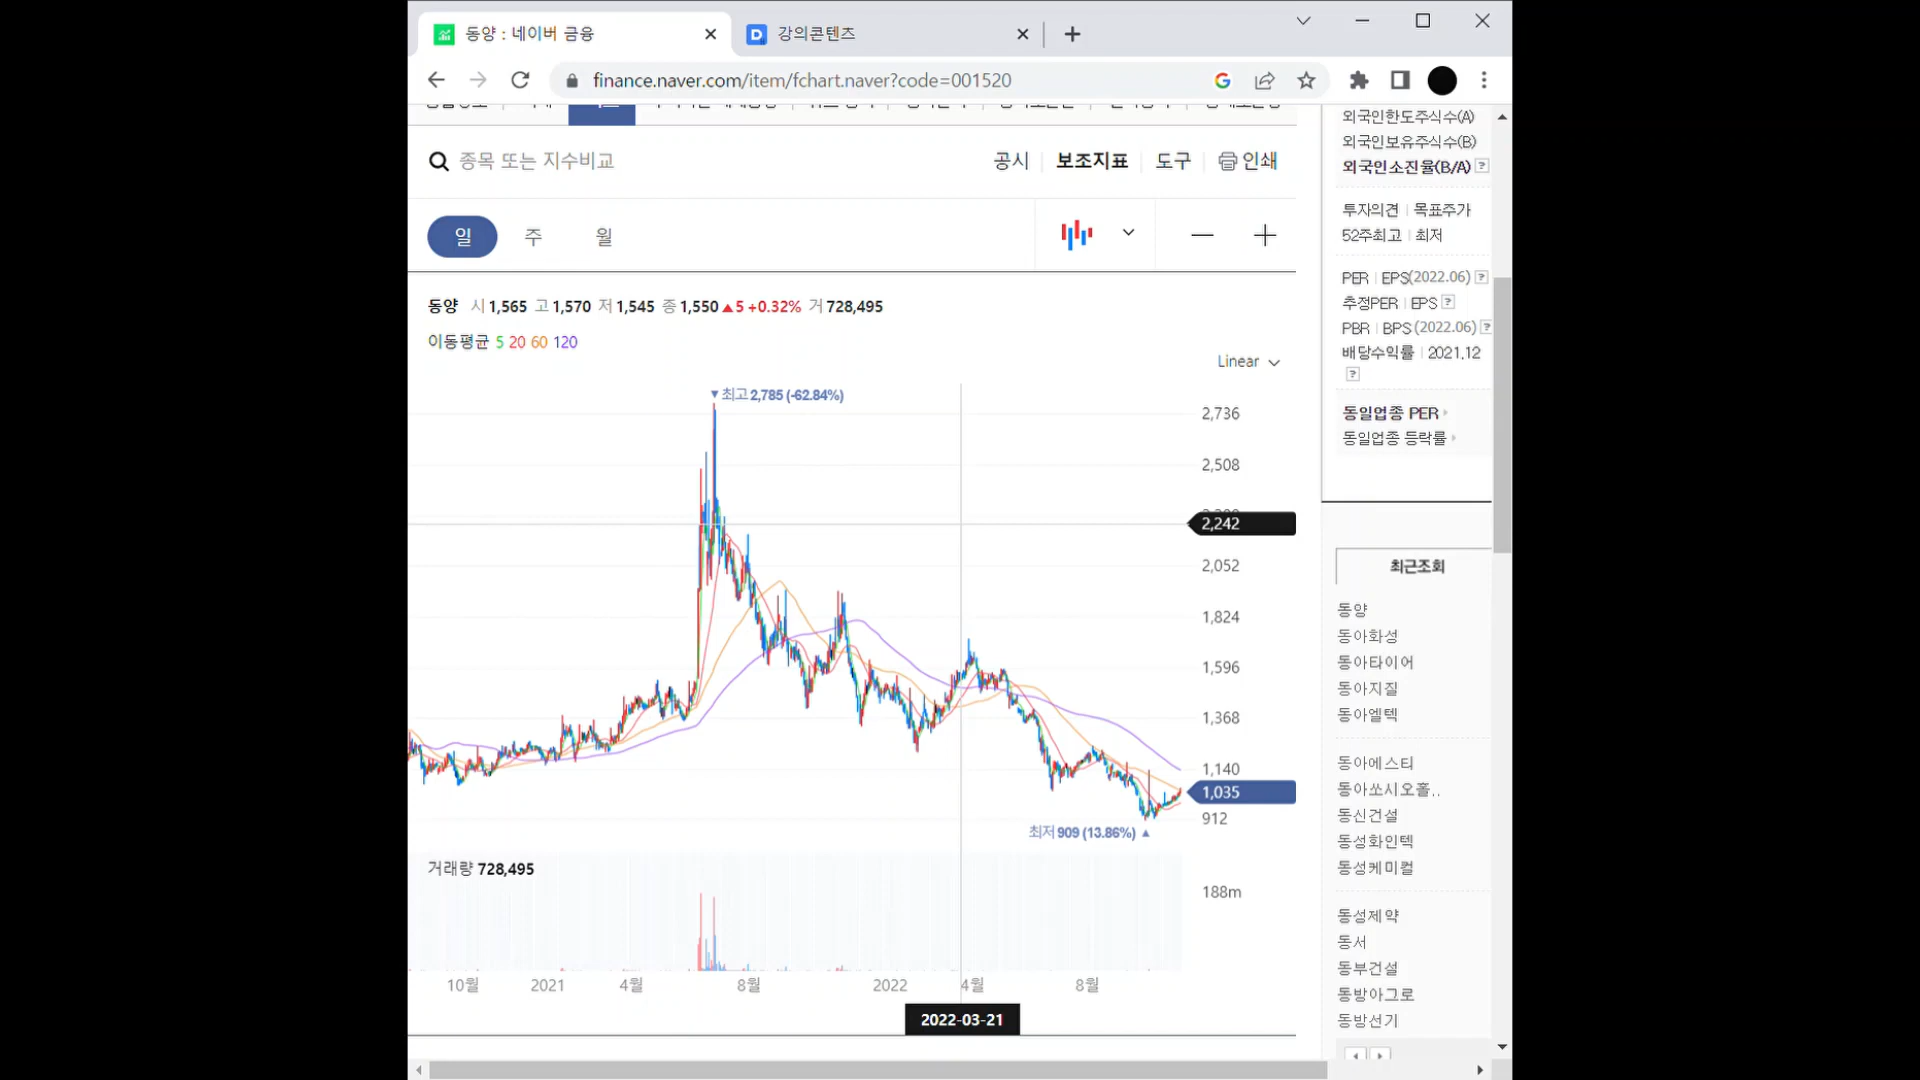 동양 : 네이버 금융
강의콘텐츠
finance.naver.com/item/fchart.naver?code=001520
종목 또는 지수비교
공시
보조지표
도구
인쇄
일
주
월
동양 시 1,565 고 1,570 저 1,545 종 1,550 ▲5 +0.32% 거 728,495
이동평균 5 20 60 120
Linear
▼최고 2,785 (-62.84%)
2,736
2,508
2,242
2,052
1,824
1,596
1,368
1,140
1,035
912
최저 909 (13.86%) ▲
거래량 728,495
188m
10월
2021
4월
8월
2022
4월
8월
2022-03-21
외국인한도주식수(A)
외국인보유주식수(B)
외국인소진율(B/A) ?
투자의견 | 목표주가
52주최고 | 최저
PER | EPS(2022.06) ?
추정PER | EPS ?
PBR | BPS (2022.06) ?
배당수익률 | 2021.12
?
동일업종 PER
동일업종 등락률
최근조회
동양
동아화성
동아타이어
동아지질
동아엘텍
동아에스티
동아쏘시오홀..
동신건설
동성화인텍
동성케미컬
동성제약
동서
동부건설
동방아그로
동방선기